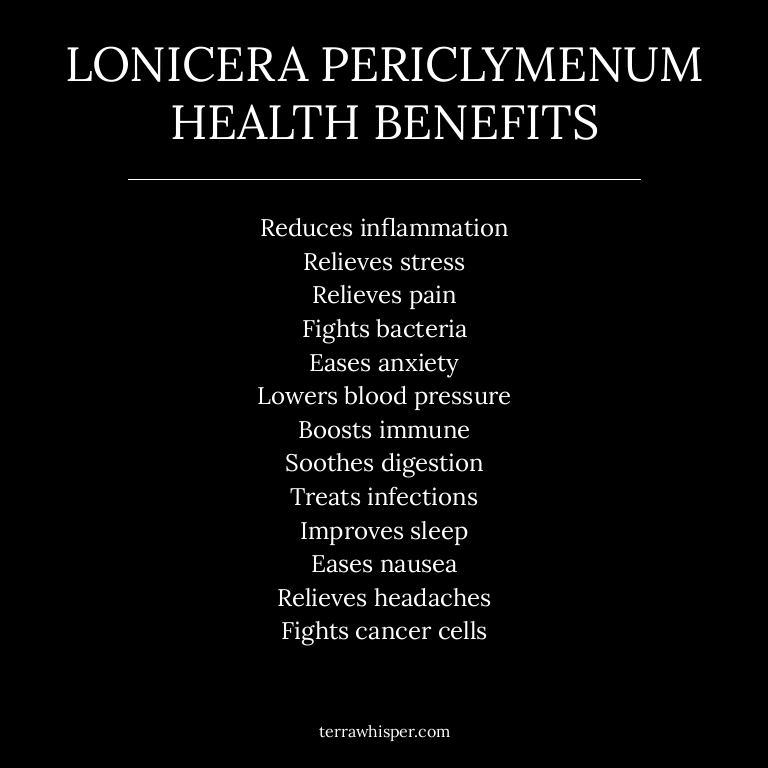 LONICERA PERICLYMENUM
HEALTH BENEFITS
Reduces inflammation
Relieves stress
Relieves pain
Fights bacteria
Eases anxiety
Lowers blood pressure
Boosts immune
Soothes digestion
Treats infections
Improves sleep
Eases nausea
Relieves headaches
Fights cancer cells
terrawhisper.com